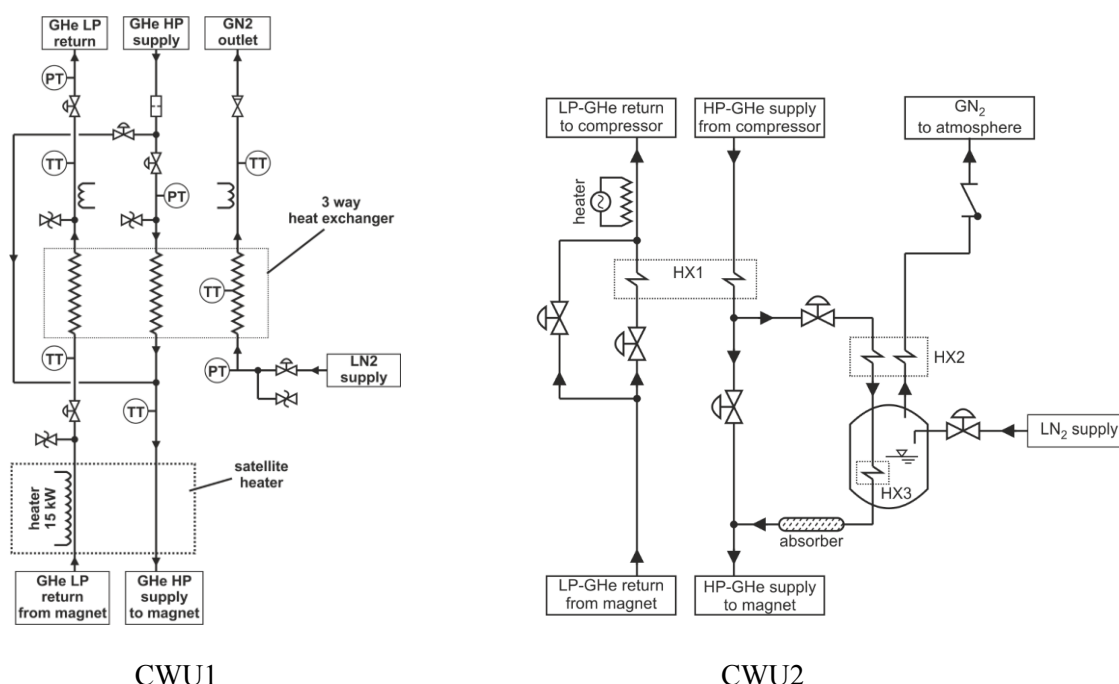 GHe LP
return
GHe HP
supply
GN2
outlet
PT
TT
PT
TT
3 way
heat exchanger
TT
TT
PT
LN2
supply
TT
satellite
heater
heater
15 kW
GHe LP
return
from magnet
GHe HP
supply
to magnet
CWU1
LP-GHe return
to compressor
HP-GHe supply
from compressor
GN₂
to atmosphere
heater
HX1
HX2
LN₂ supply
HX3
absorber
LP-GHe return
from magnet
HP-GHe supply
to magnet
CWU2